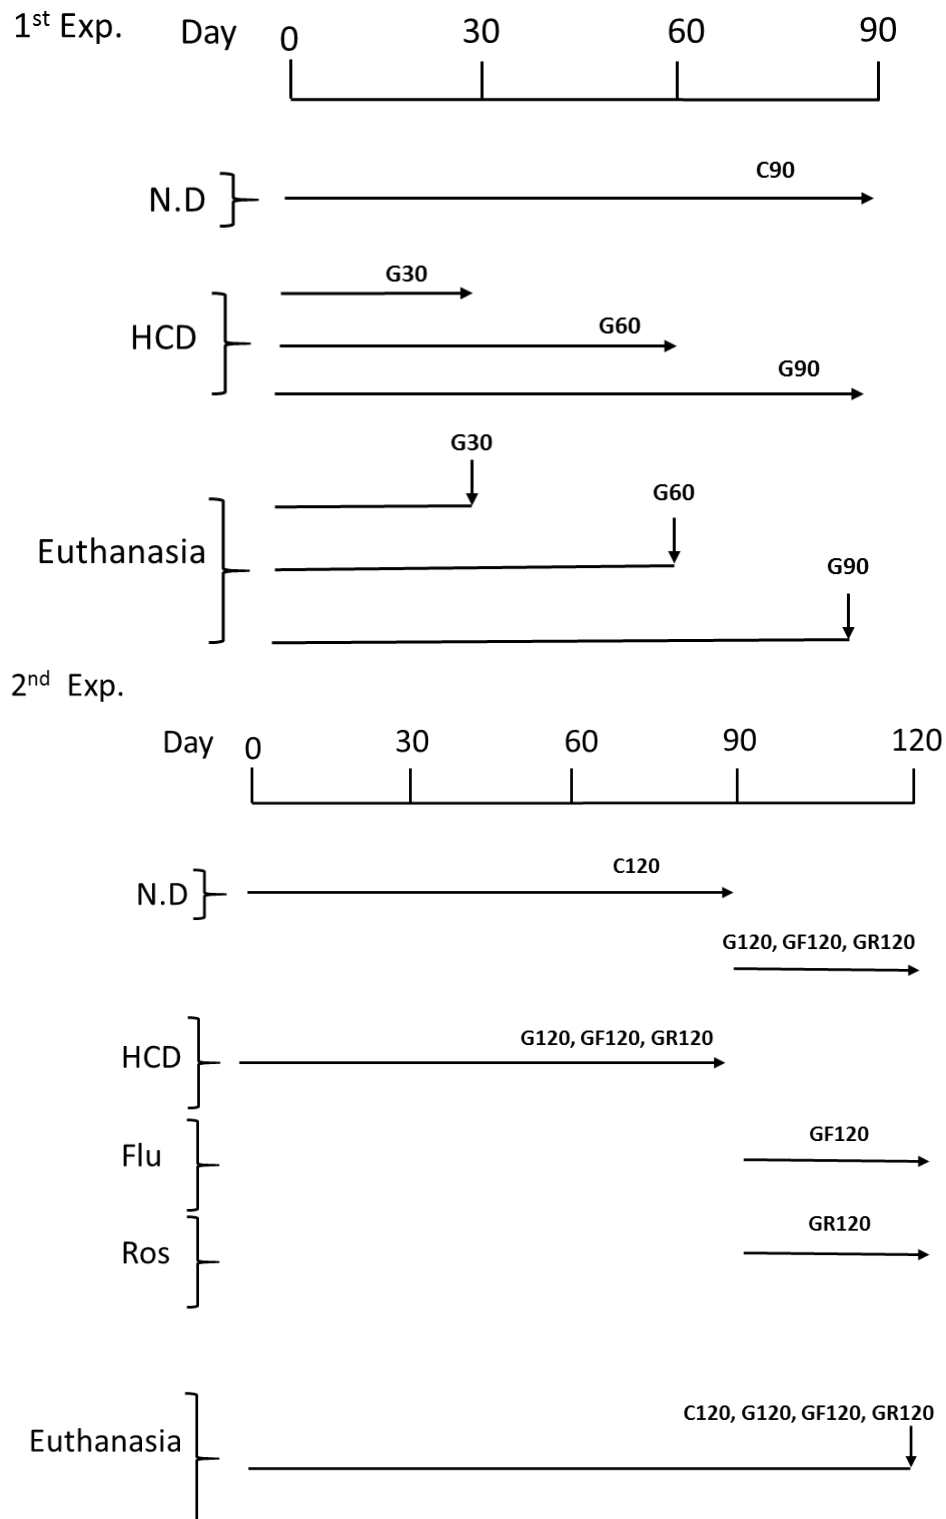 1st Exp. Day 0 30 60 90
C90
N.D
G30
HCD
G60
G90
G30
G60
Euthanasia
G90
2nd Exp.
Day 0 30 60 90 120
C120
N.D
G120, GF120, GR120
G120, GF120, GR120
HCD
GF120
Flu
GR120
Ros
C120, G120, GF120, GR120
Euthanasia